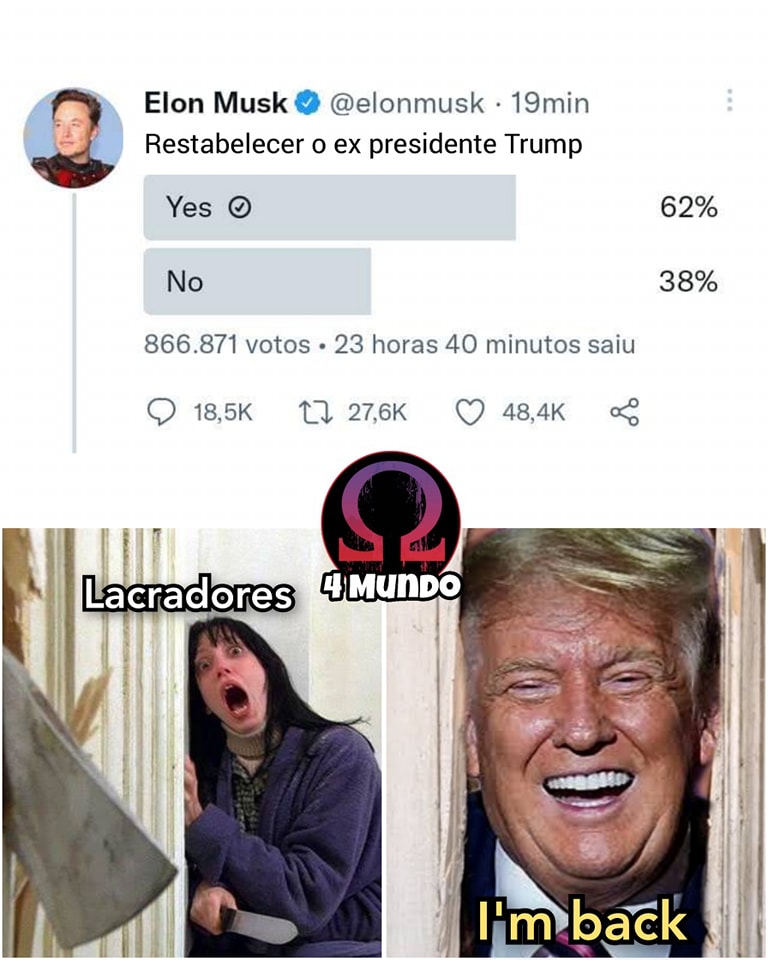 Elon Musk @elonmusk · 19min
Restabelecer o ex presidente Trump
Yes 62%
No 38%
866.871 votos • 23 horas 40 minutos saiu
18,5K 27,6K 48,4K
Ω
4 MUnDO
Lacradores
I'm back